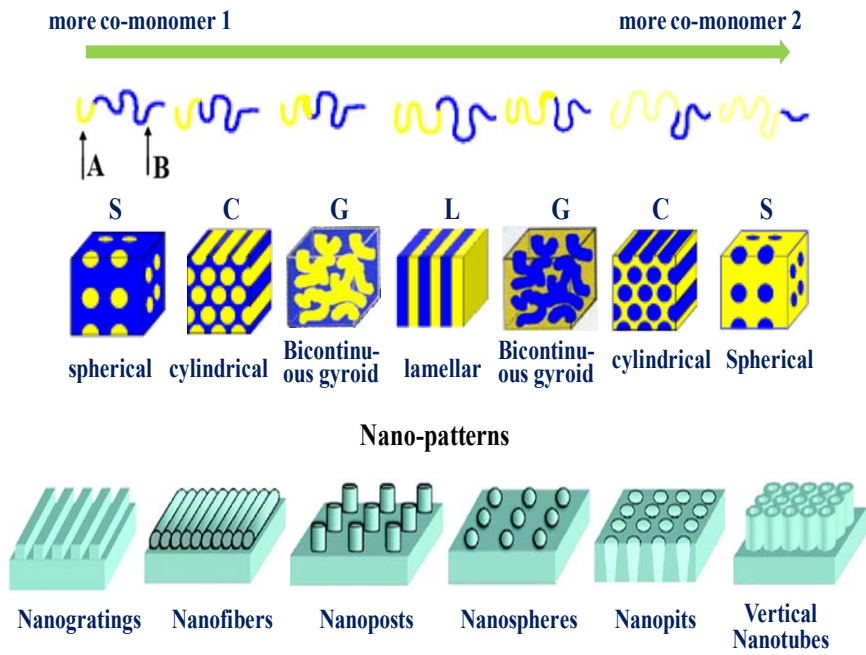 more co-monomer 1 more co-monomer 2
A B
S C G L G C S
spherical cylindrical Bicontinu-
ous gyroid lamellar Bicontinu-
ous gyroid cylindrical Spherical
Nano-patterns
Nanogratings Nanofibers Nanoposts Nanospheres Nanopits Vertical
Nanotubes